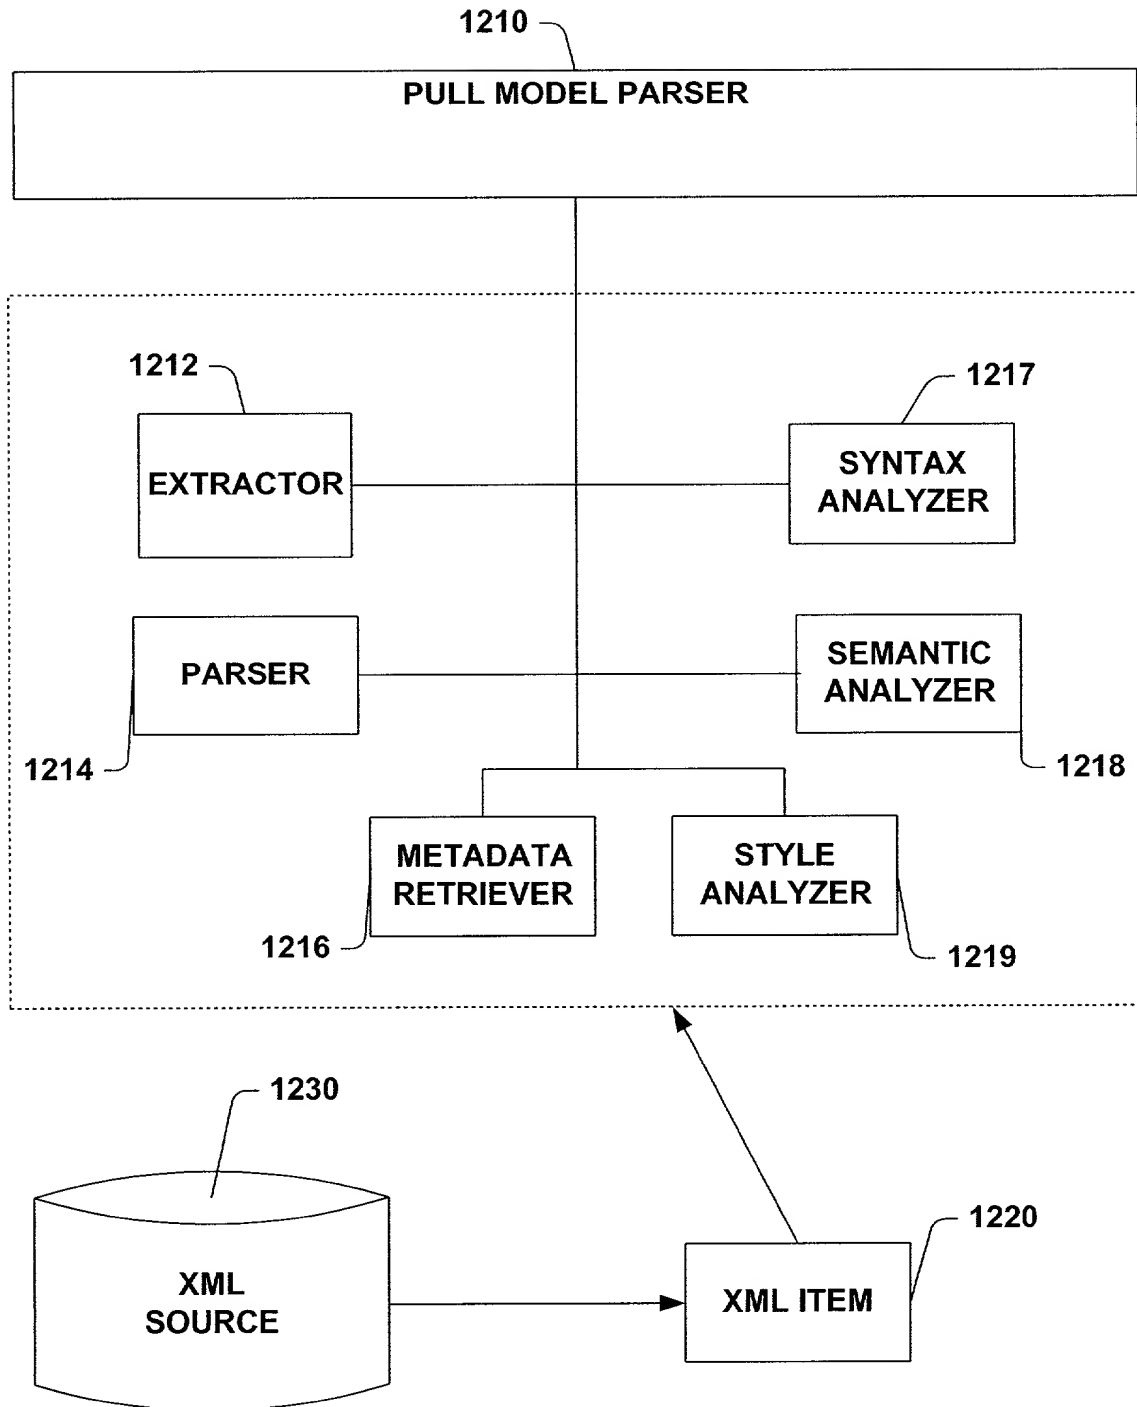 1210
PULL MODEL PARSER
1212
1217
EXTRACTOR
SYNTAX
ANALYZER
PARSER
SEMANTIC
ANALYZER
1214
1218
METADATA
RETRIEVER
STYLE
ANALYZER
1216
1219
1230
1220
XML
SOURCE
XML ITEM